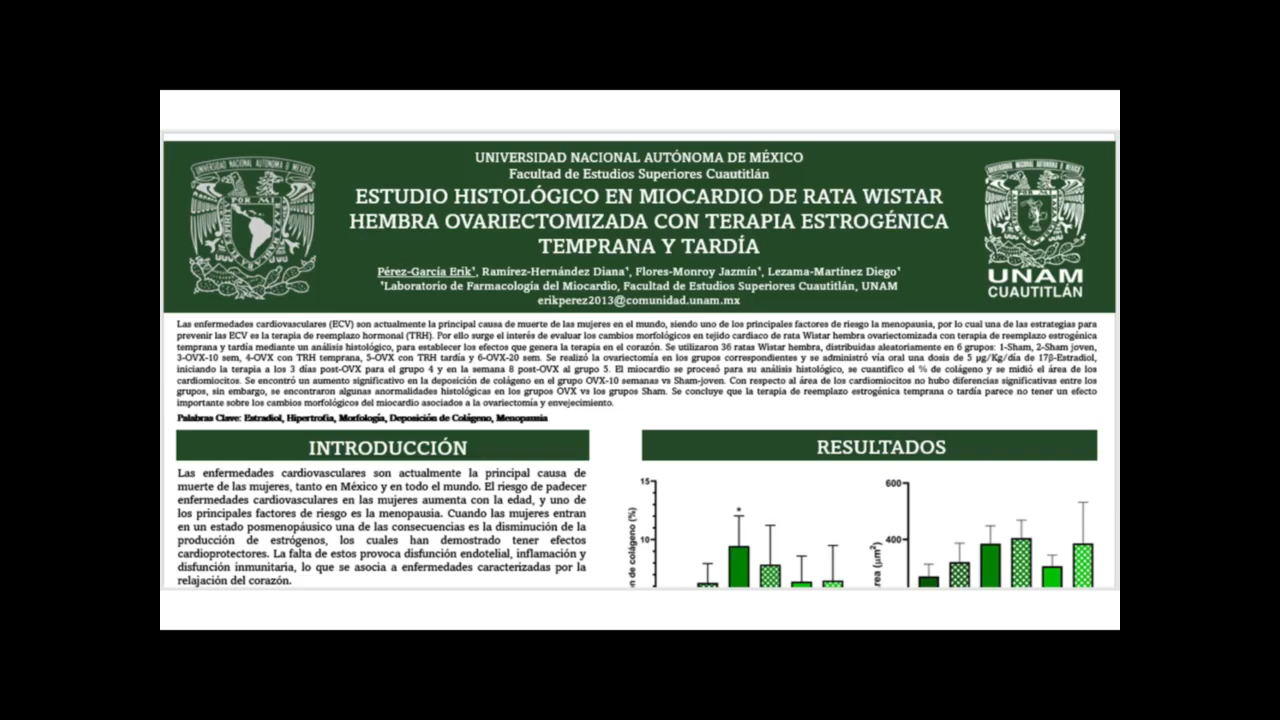 UNIVERSIDAD NACIONAL AUTÓNOMA DE MÉXICO
Facultad de Estudios Superiores Cuautitlán
ESTUDIO HISTOLÓGICO EN MIOCARDIO DE RATA WISTAR
HEMBRA OVARIECTOMIZADA CON TERAPIA ESTROGÉNICA
TEMPRANA Y TARDÍA
Pérez-García Erik¹, Ramírez-Hernández Diana¹, Flores-Monroy Jazmín¹, Lezama-Martínez Diego¹
¹Laboratorio de Farmacología del Miocardio, Facultad de Estudios Superiores Cuautitlán, UNAM
erikperez2013@comunidad.unam.mx
POR MI
UNAM
CUAUTITLÁN
Las enfermedades cardiovasculares (ECV) son actualmente la principal causa de muerte de las mujeres en el mundo, siendo uno de los principales factores de riesgo la menopausia, por lo cual una de las estrategias para
prevenir las ECV es la terapia de reemplazo hormonal (TRH). Por ello surge el interés de evaluar los cambios morfológicos en tejido cardiaco de rata Wistar hembra ovariectomizada con terapia de reemplazo estrogénica
temprana y tardía mediante un análisis histológico, para establecer los efectos que genera la terapia en el corazón. Se utilizaron 36 ratas Wistar hembra, distribuidas aleatoriamente en 6 grupos: 1-Sham, 2-Sham joven,
3-OVX-10 sem, 4-OVX con TRH temprana, 5-OVX con TRH tardía y 6-OVX-20 sem. Se realizó la ovariectomía en los grupos correspondientes y se administró vía oral una dosis de 5 µg/Kg/día de 17β-Estradiol,
iniciando la terapia a los 3 días post-OVX para el grupo 4 y en la semana 8 post-OVX al grupo 5. El miocardio se procesó para su análisis histológico, se cuantifico el % de colágeno y se midió el área de los
cardiomiocitos. Se encontró un aumento significativo en la deposición de colágeno en el grupo OVX-10 semanas vs Sham-joven. Con respecto al área de los cardiomiocitos no hubo diferencias significativas entre los
grupos, sin embargo, se encontraron algunas anormalidades histológicas en los grupos OVX vs los grupos Sham. Se concluye que la terapia de reemplazo estrogénica temprana o tardía parece no tener un efecto
importante sobre los cambios morfológicos del miocardio asociados a la ovariectomía y envejecimiento.
Palabras Clave: Estradiol, Hipertrofia, Morfología, Deposición de Colágeno, Menopausia
INTRODUCCIÓN
Las enfermedades cardiovasculares son actualmente la principal causa de
muerte de las mujeres, tanto en México y en todo el mundo. El riesgo de padecer
enfermedades cardiovasculares en las mujeres aumenta con la edad, y uno de
los principales factores de riesgo es la menopausia. Cuando las mujeres entran
en un estado posmenopáusico una de las consecuencias es la disminución de la
producción de estrógenos, los cuales han demostrado tener efectos
cardioprotectores. La falta de estos provoca disfunción endotelial, inflamación y
disfunción inmunitaria, lo que se asocia a enfermedades caracterizadas por la
relajación del corazón.
RESULTADOS
15
10
n de colágeno (%)
*
600
400
rea (µm²)